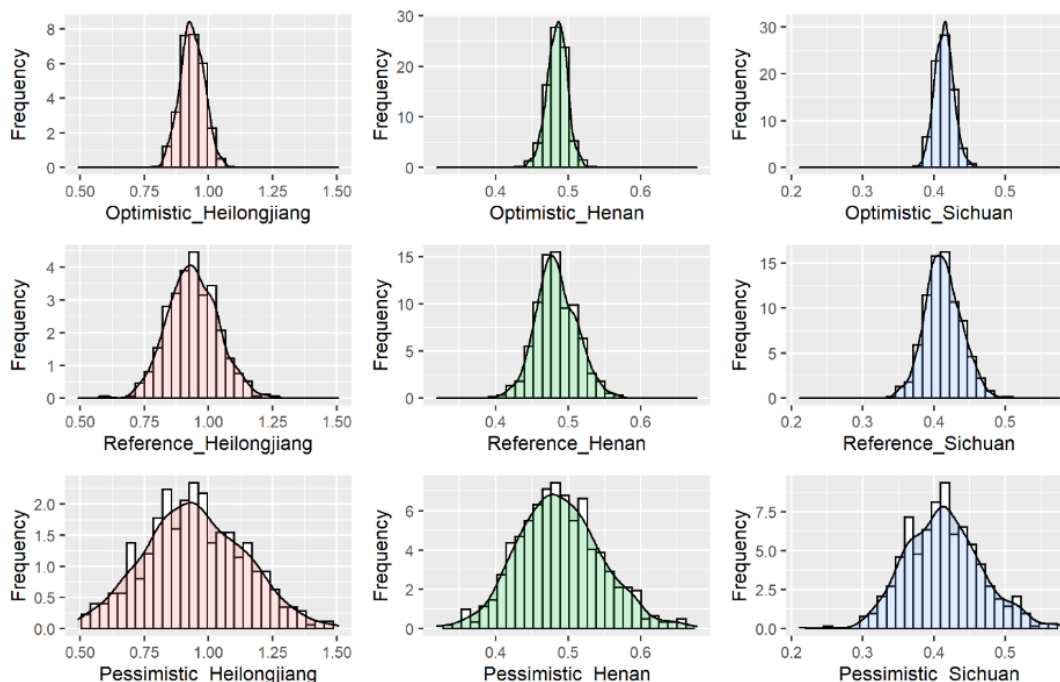 Frequency
8
6
4
2
0
0.50 0.75 1.00 1.25 1.50
Optimistic_Heilongjiang
Frequency
30
20
10
0
0.4 0.5 0.6
Optimistic_Henan
Frequency
30
20
10
0
0.2 0.3 0.4 0.5
Optimistic_Sichuan
Frequency
4
3
2
1
0
0.50 0.75 1.00 1.25 1.50
Reference_Heilongjiang
Frequency
15
10
5
0
0.4 0.5 0.6
Reference_Henan
Frequency
15
10
5
0
0.2 0.3 0.4 0.5
Reference_Sichuan
Frequency
2.0
1.5
1.0
0.5
0.0
0.50 0.75 1.00 1.25 1.50
Pessimistic_Heilongjiang
Frequency
6
4
2
0
0.4 0.5 0.6
Pessimistic_Henan
Frequency
7.5
5.0
2.5
0.0
0.2 0.3 0.4 0.5
Pessimistic_Sichuan